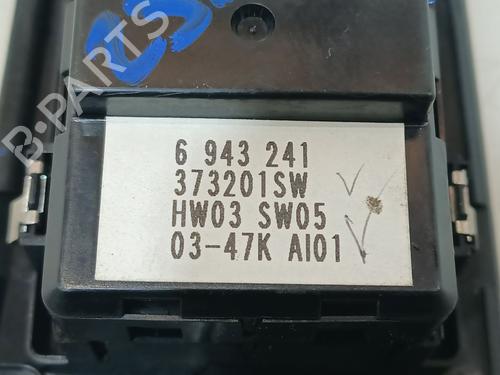 B-PARTS
6 943 241
373201SW
HW03 SW05
03-47K AI01